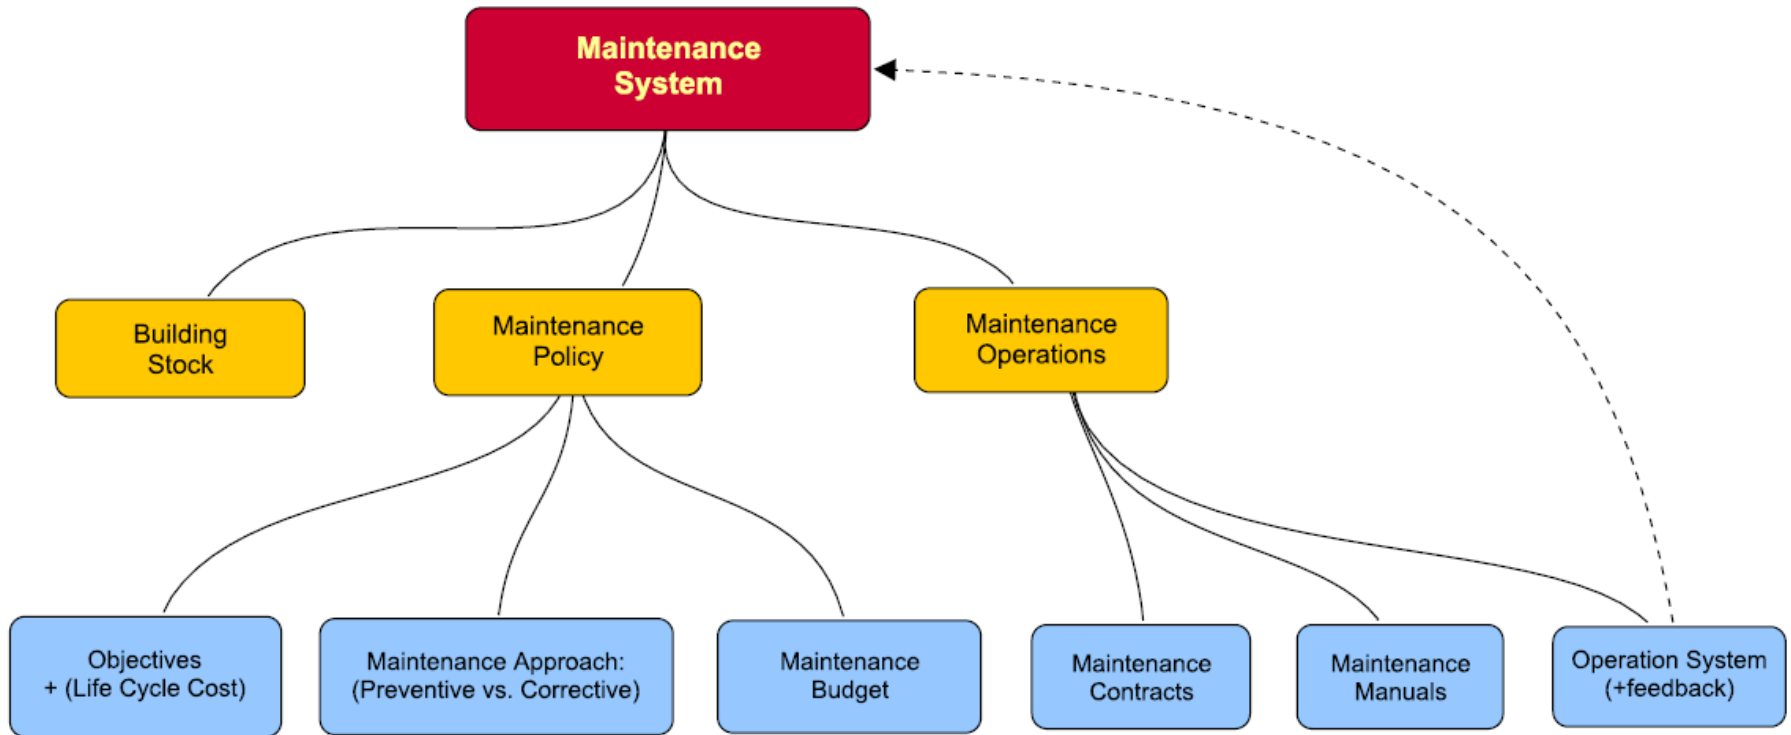 Maintenance
System
Building
Stock
Maintenance
Policy
Maintenance
Operations
Objectives
+ (Life Cycle Cost)
Maintenance Approach:
(Preventive vs. Corrective)
Maintenance
Budget
Maintenance
Contracts
Maintenance
Manuals
Operation System
(+feedback)